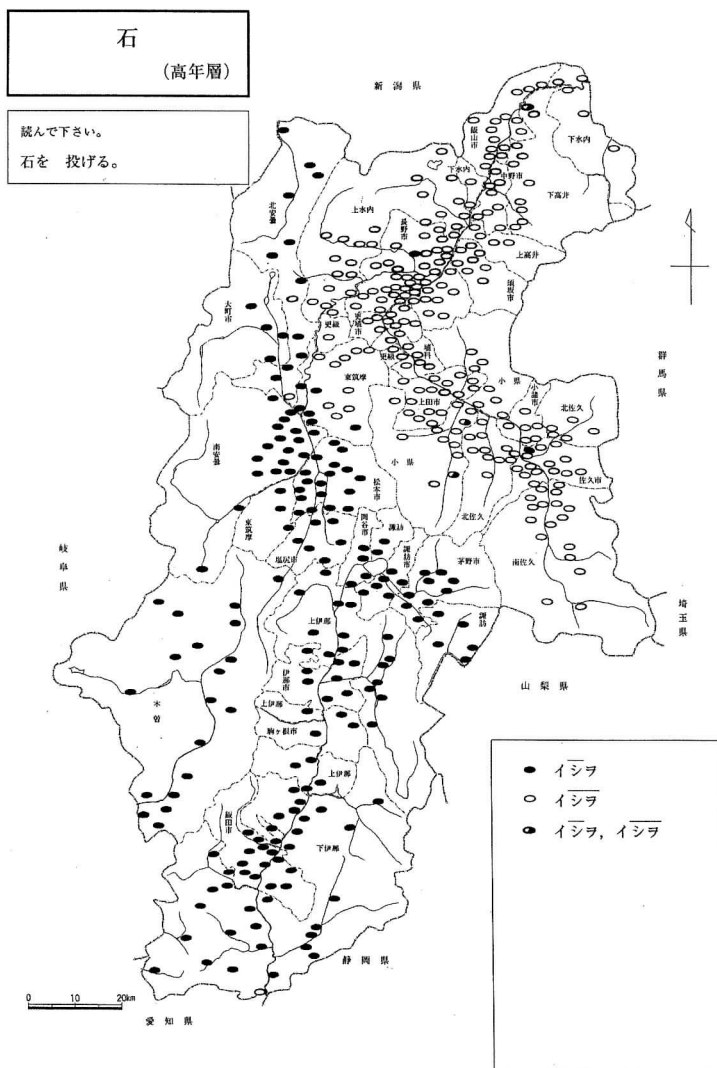 石
(高年層)
読んで下さい。
石を 投げる。
新潟県
飯山市
下水内
下水内
中野市
下高井
北安曇
上水内
長野市
上高井
須坂市
大町市
更級
更埴市
更級
埴科
群馬県
東筑摩
小県
上田市
小諸市
北佐久
南安曇
小県
松本市
佐久市
東筑摩
岡谷市
諏訪
北佐久
岐阜県
塩尻市
諏訪市
茅野市
南佐久
埼玉県
上伊那
諏訪
伊那市
山梨県
木曽
上伊那
駒ヶ根市
上伊那
飯田市
下伊那
イシヲ
イシヲ
イシヲ, イシヲ
静岡県
0 10 20km
愛知県